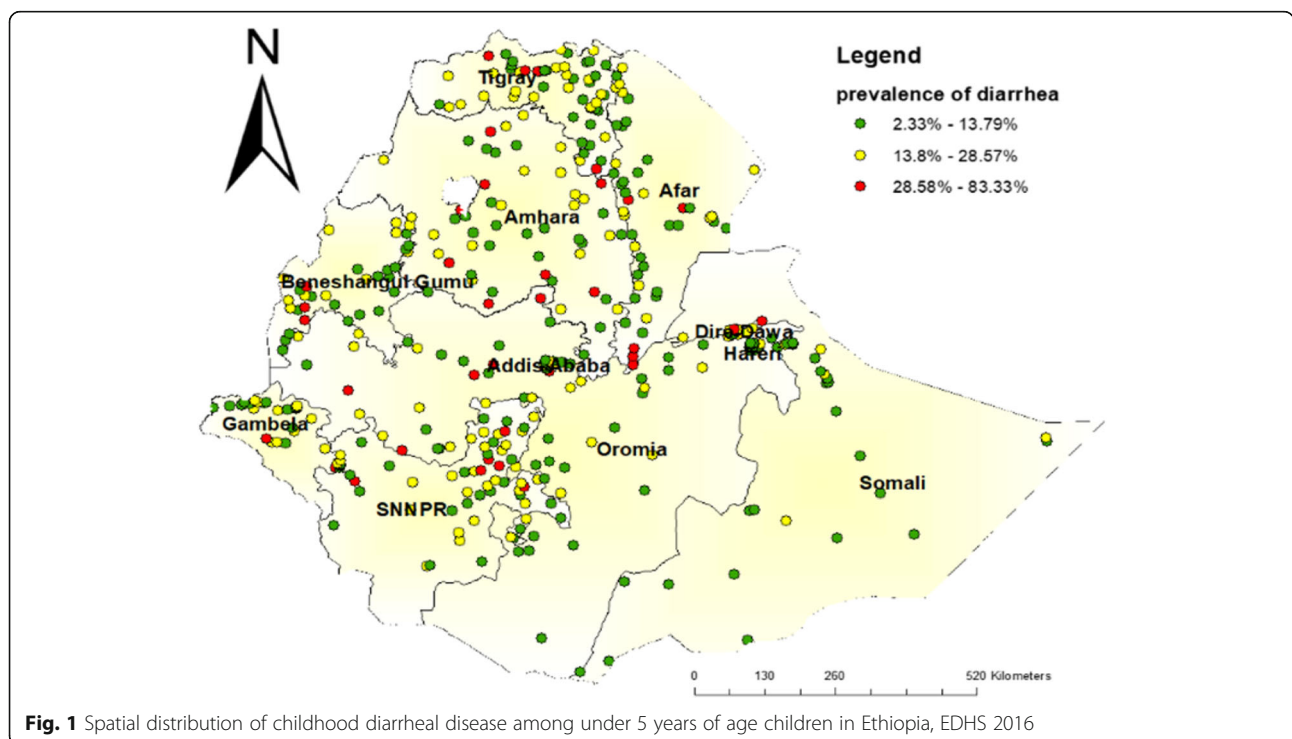 N
Legend
prevalence of diarrhea
2.33% - 13.79%
13.8% - 28.57%
28.58% - 83.33%
Tigray
Afar
Amhara
Beneshangul Gumu
Dire Dawa
Hareri
Addis Ababa
Gambela
Oromia
Somali
SNNPR
0 130 260 520 Kilometers
Fig. 1 Spatial distribution of childhood diarrheal disease among under 5 years of age children in Ethiopia, EDHS 2016